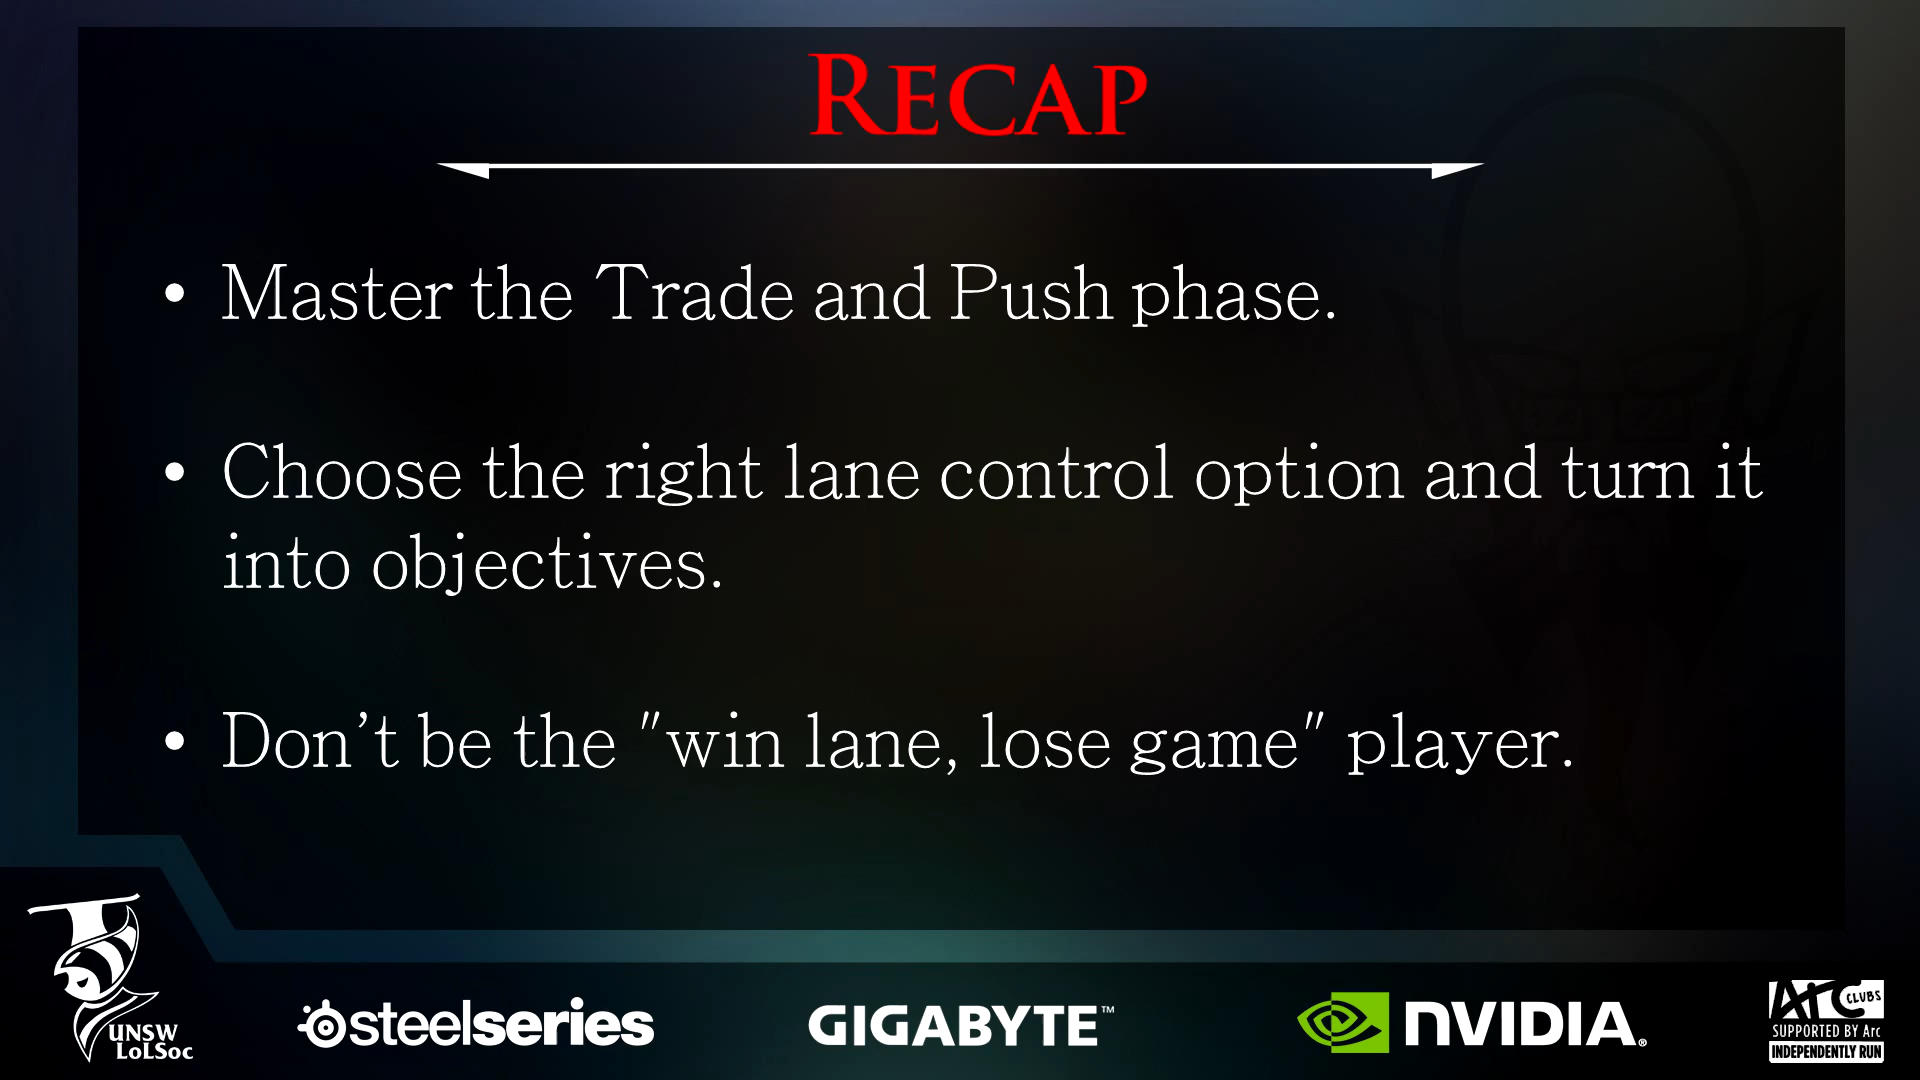 RECAP
• Master the Trade and Push phase.
• Choose the right lane control option and turn it
into objectives.
• Don't be the "win lane, lose game" player.
UNSW
LoLSoc
steelseries
GIGABYTE™
NVIDIA®
Arc
CLUBS
SUPPORTED BY Arc
INDEPENDENTLY RUN